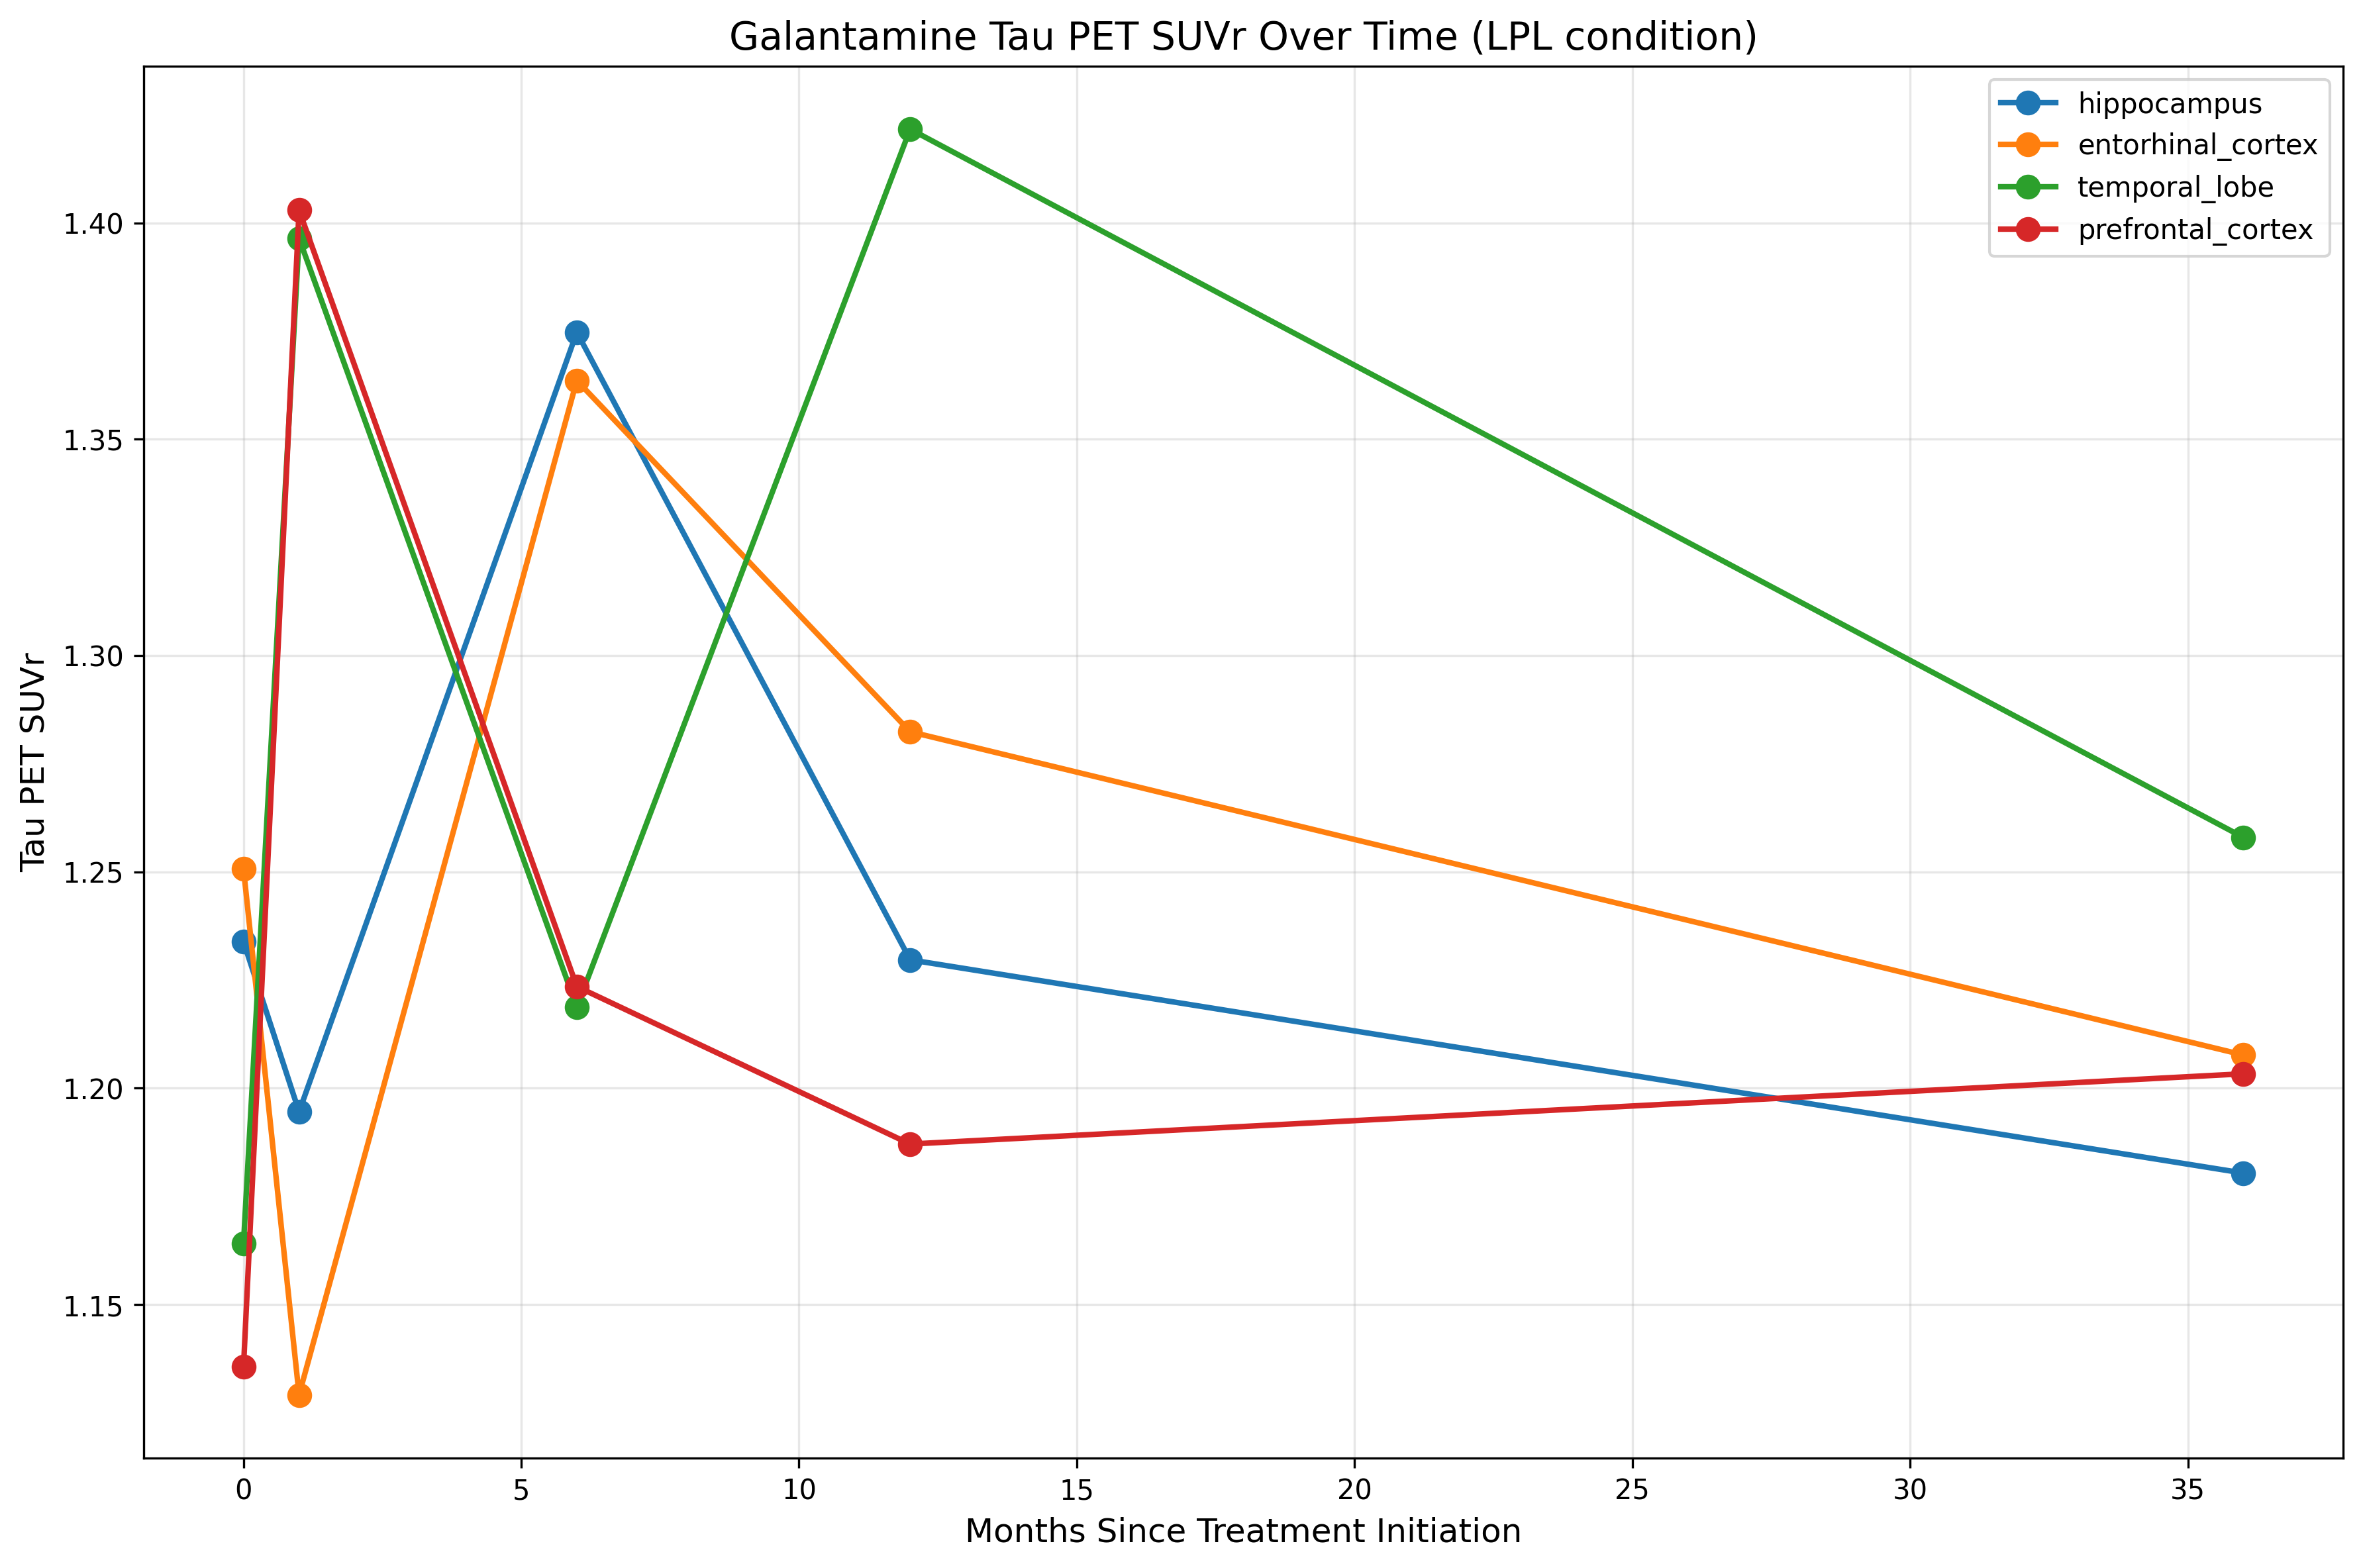 Galantamine Tau PET SUVr Over Time (LPL condition)
hippocampus
entorhinal_cortex
temporal_lobe
prefrontal_cortex
Tau PET SUVr
1.40
1.35
1.30
1.25
1.20
1.15
0 5 10 15 20 25 30 35
Months Since Treatment Initiation